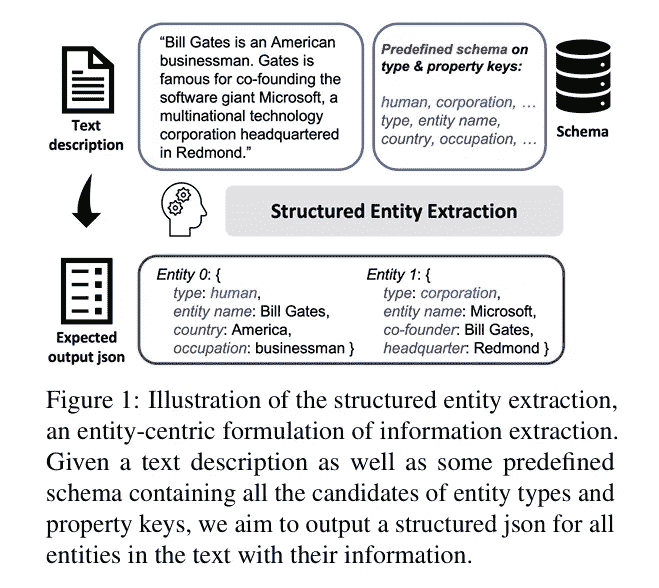 “Bill Gates is an American
businessman. Gates is
famous for co-founding the
software giant Microsoft, a
multinational technology
corporation headquartered
in Redmond.”
Text
description
Predefined schema on
type & property keys:
human, corporation, …
type, entity name,
country, occupation, …
Schema
Structured Entity Extraction
Expected
output json
Entity 0: {
type: human,
entity name: Bill Gates,
country: America,
occupation: businessman }
Entity 1: {
type: corporation,
entity name: Microsoft,
co-founder: Bill Gates,
headquarter: Redmond }
Figure 1: Illustration of the structured entity extraction,
an entity-centric formulation of information extraction.
Given a text description as well as some predefined
schema containing all the candidates of entity types and
property keys, we aim to output a structured json for all
entities in the text with their information.